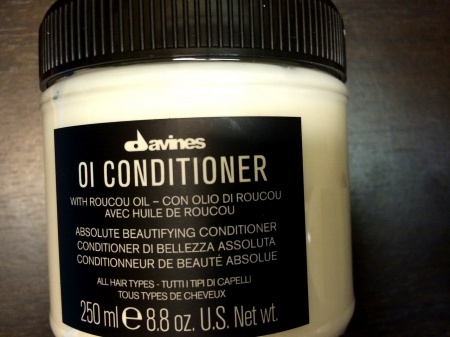 davines
OI CONDITIONER
WITH ROUCOU OIL – CON OLIO DI ROUCOU
AVEC HUILE DE ROUCOU
ABSOLUTE BEAUTIFYING CONDITIONER
CONDITIONER DI BELLEZZA ASSOLUTA
CONDITIONNEUR DE BEAUTÉ ABSOLUE
ALL HAIR TYPES - TUTTI I TIPI DI CAPELLI
TOUS TYPES DE CHEVEUX
250 ml ℮ 8.8 oz. U.S. Net wt.